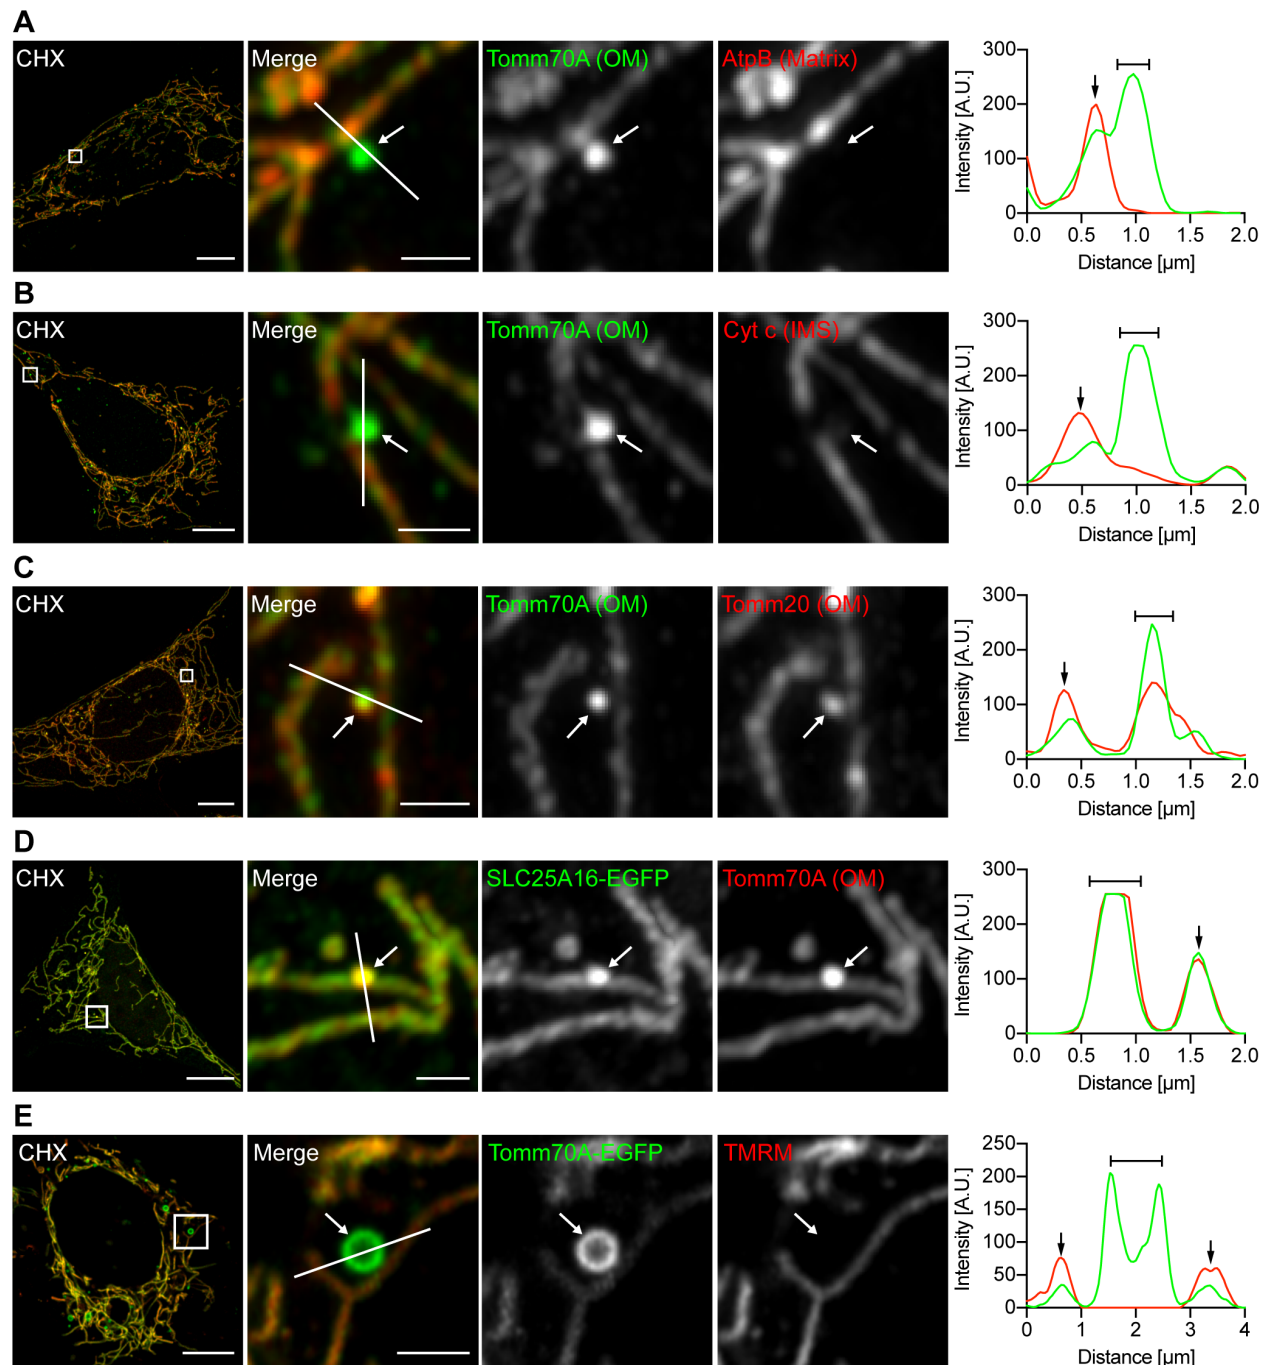 A
CHX
Merge
Tomm70A (OM)
AtpB (Matrix)
Intensity [A.U.]
300
200
100
0
0.0 0.5 1.0 1.5 2.0
Distance [µm]
B
CHX
Merge
Tomm70A (OM)
Cyt c (IMS)
Intensity [A.U.]
300
200
100
0
0.0 0.5 1.0 1.5 2.0
Distance [µm]
C
CHX
Merge
Tomm70A (OM)
Tomm20 (OM)
Intensity [A.U.]
300
200
100
0
0.0 0.5 1.0 1.5 2.0
Distance [µm]
D
CHX
Merge
SLC25A16-EGFP
Tomm70A (OM)
Intensity [A.U.]
300
200
100
0
0.0 0.5 1.0 1.5 2.0
Distance [µm]
E
CHX
Merge
Tomm70A-EGFP
TMRM
Intensity [A.U.]
250
200
150
100
50
0
0 1 2 3 4
Distance [µm]